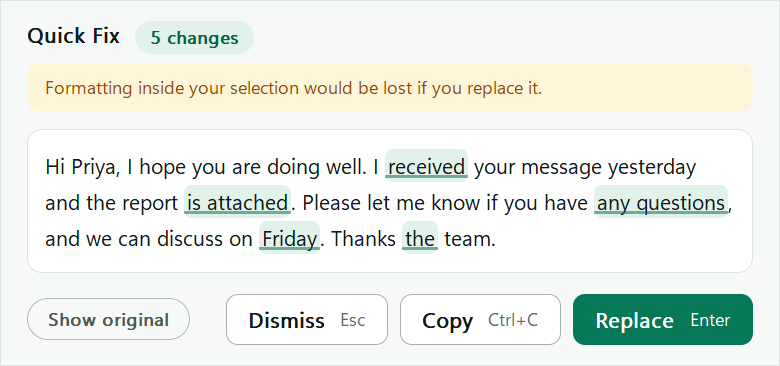 Quick Fix 5 changes
Formatting inside your selection would be lost if you replace it.
Hi Priya, I hope you are doing well. I received your message yesterday
and the report is attached. Please let me know if you have any questions,
and we can discuss on Friday. Thanks the team.
Show original Dismiss Esc Copy Ctrl+C Replace Enter